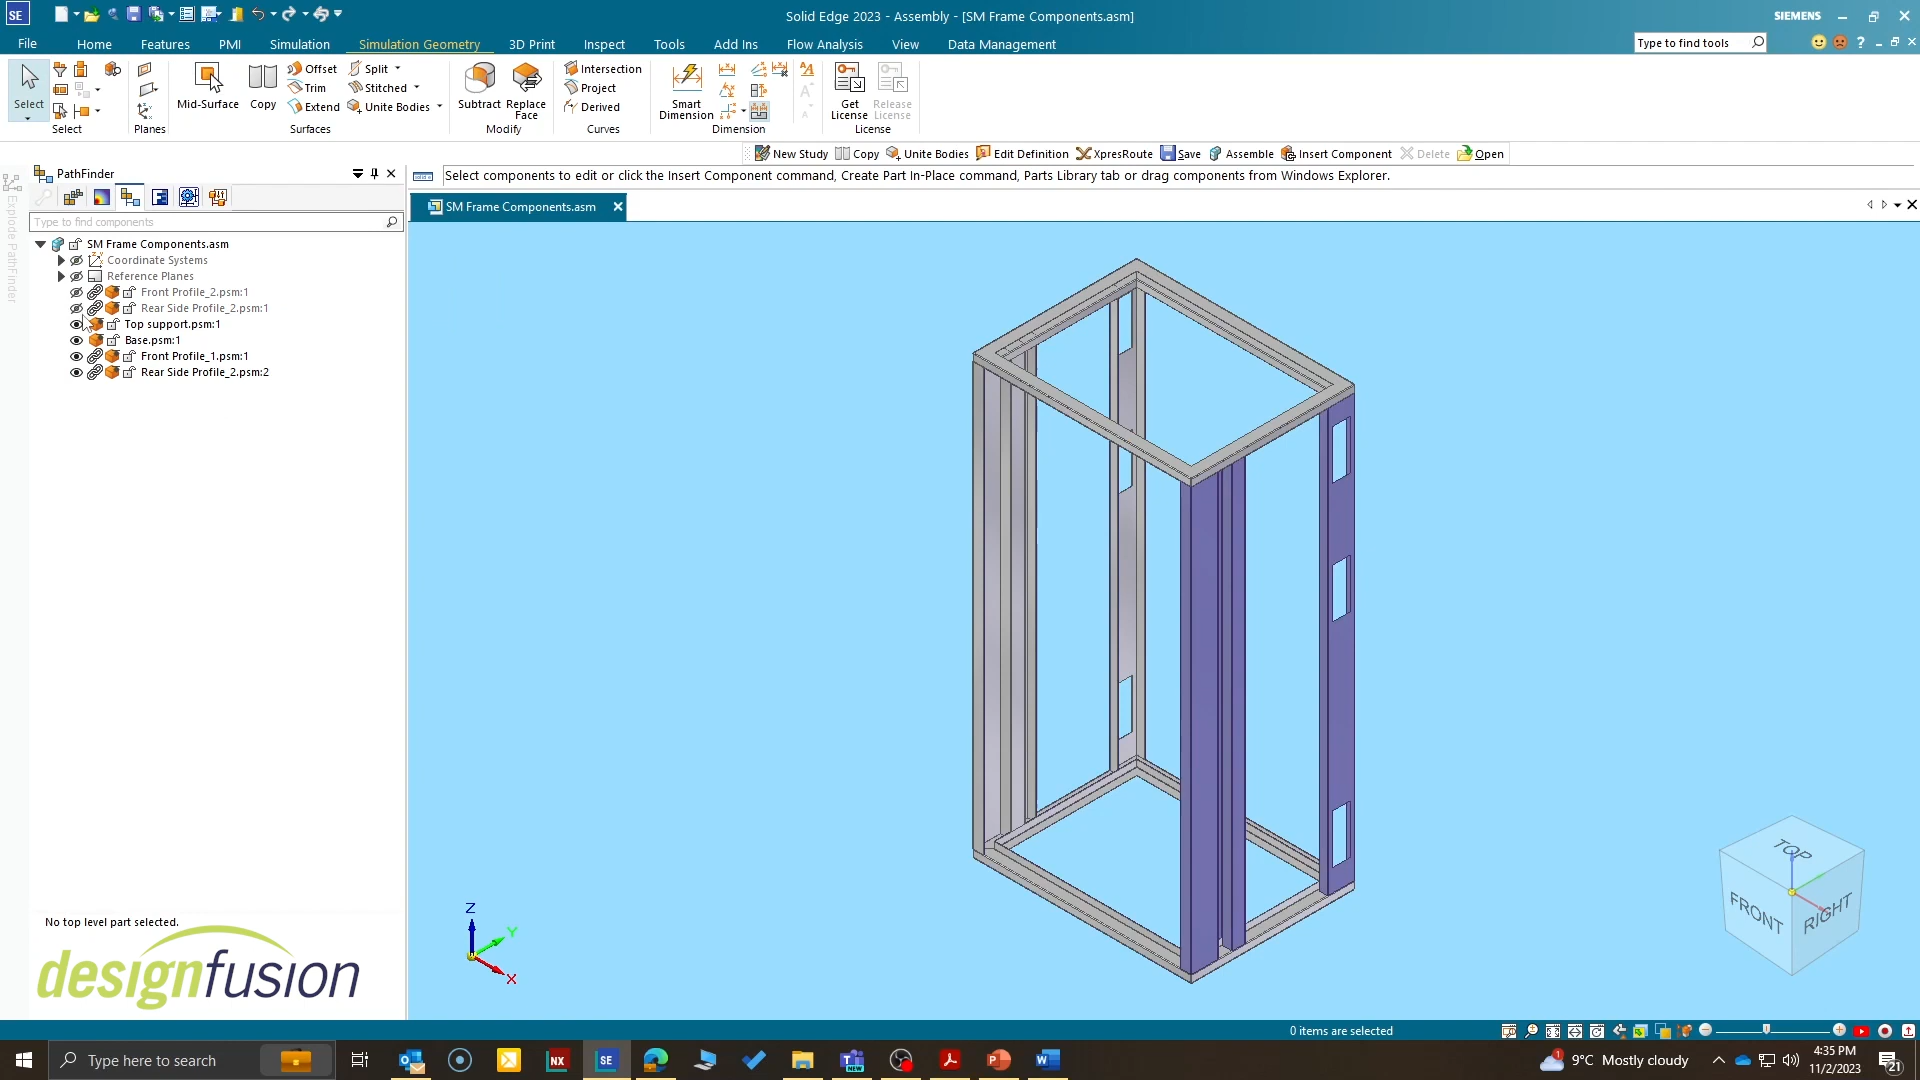 SE
Solid Edge 2023 - Assembly - [SM Frame Components.asm]
SIEMENS
File Home Features PMI Simulation Simulation Geometry 3D Print Inspect Tools Add Ins Flow Analysis View Data Management
Type to find tools
Select
Select
Planes
Mid-Surface
Copy
Offset
Trim
Extend
Split
Stitched
Unite Bodies
Surfaces
Subtract
Replace Face
Modify
Intersection
Project
Derived
Curves
Smart Dimension
Dimension
Get License
Release License
License
New Study Copy Unite Bodies Edit Definition XpresRoute Save Assemble Insert Component Delete Open
PathFinder
Select components to edit or click the Insert Component command, Create Part In-Place command, Parts Library tab or drag components from Windows Explorer.
Explode PathFinder
Type to find components
SM Frame Components.asm
SM Frame Components.asm
Coordinate Systems
Reference Planes
Front Profile_2.psm:1
Rear Side Profile_2.psm:1
Top support.psm:1
Base.psm:1
Front Profile_1.psm:1
Rear Side Profile_2.psm:2
TOP
FRONT
RIGHT
Z
Y
X
No top level part selected.
designfusion
0 items are selected
Type here to search
NX
SE
NEW
9°C Mostly cloudy
4:35 PM
11/2/2023
21